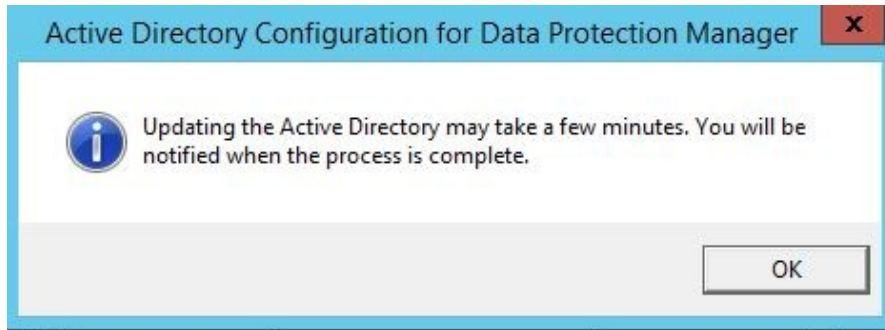 Active Directory Configuration for Data Protection Manager
x
Updating the Active Directory may take a few minutes. You will be
notified when the process is complete.
OK